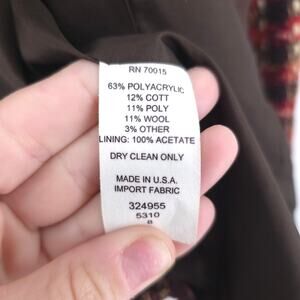 RN 70015
63% POLYACRYLIC
12% COTT
11% POLY
11% WOOL
3% OTHER
LINING: 100% ACETATE
DRY CLEAN ONLY
MADE IN U.S.A.
IMPORT FABRIC
324955
5310
8